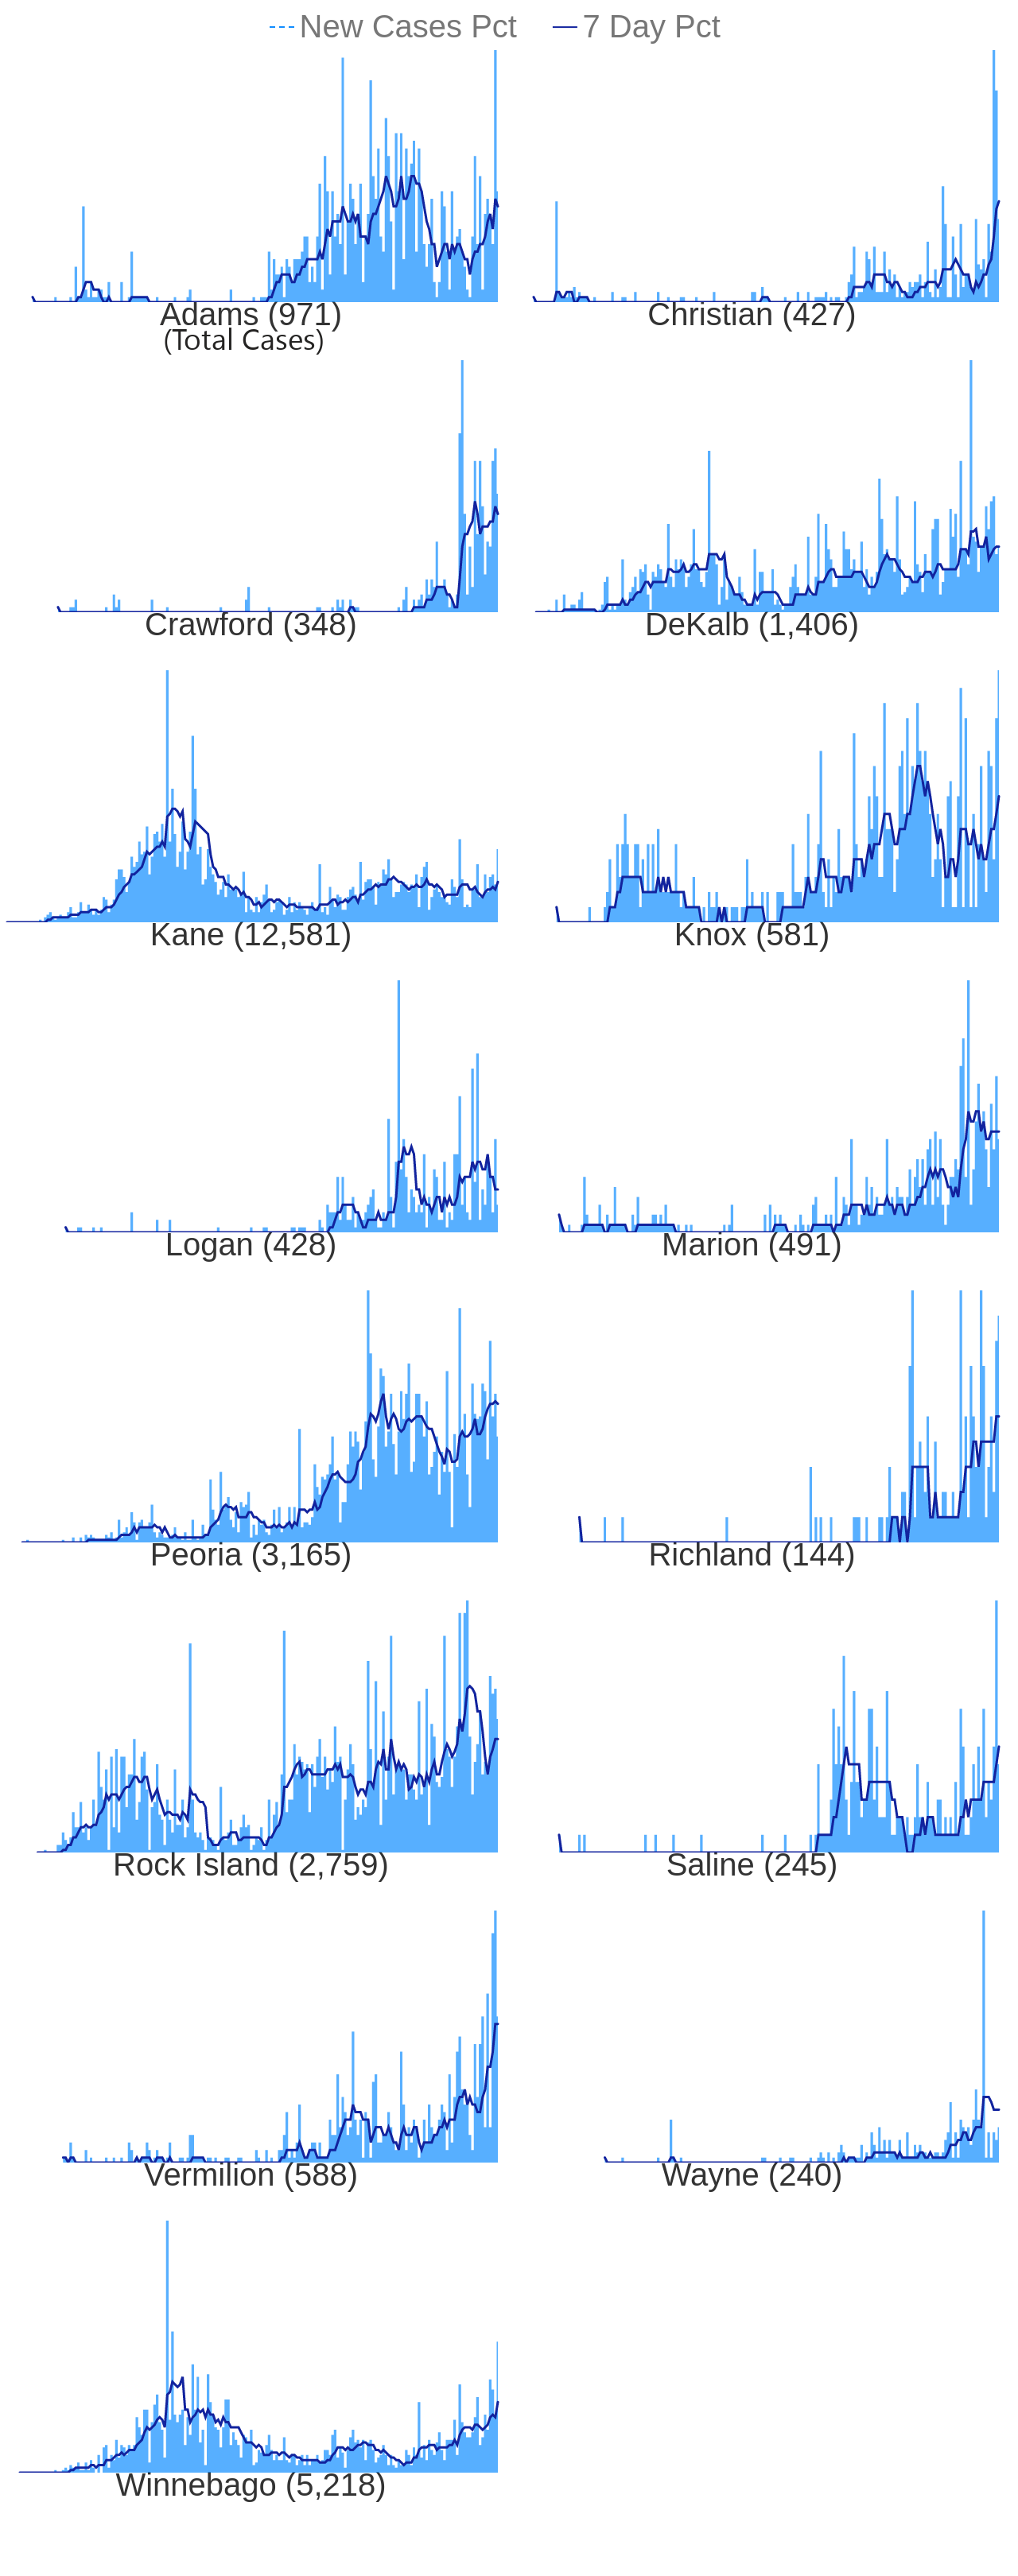 New Cases Pct 7 Day Pct
Adams (971)
(Total Cases)
Christian (427)
Crawford (348)
DeKalb (1,406)
Kane (12,581)
Knox (581)
Logan (428)
Marion (491)
Peoria (3,165)
Richland (144)
Rock Island (2,759)
Saline (245)
Vermilion (588)
Wayne (240)
Winnebago (5,218)